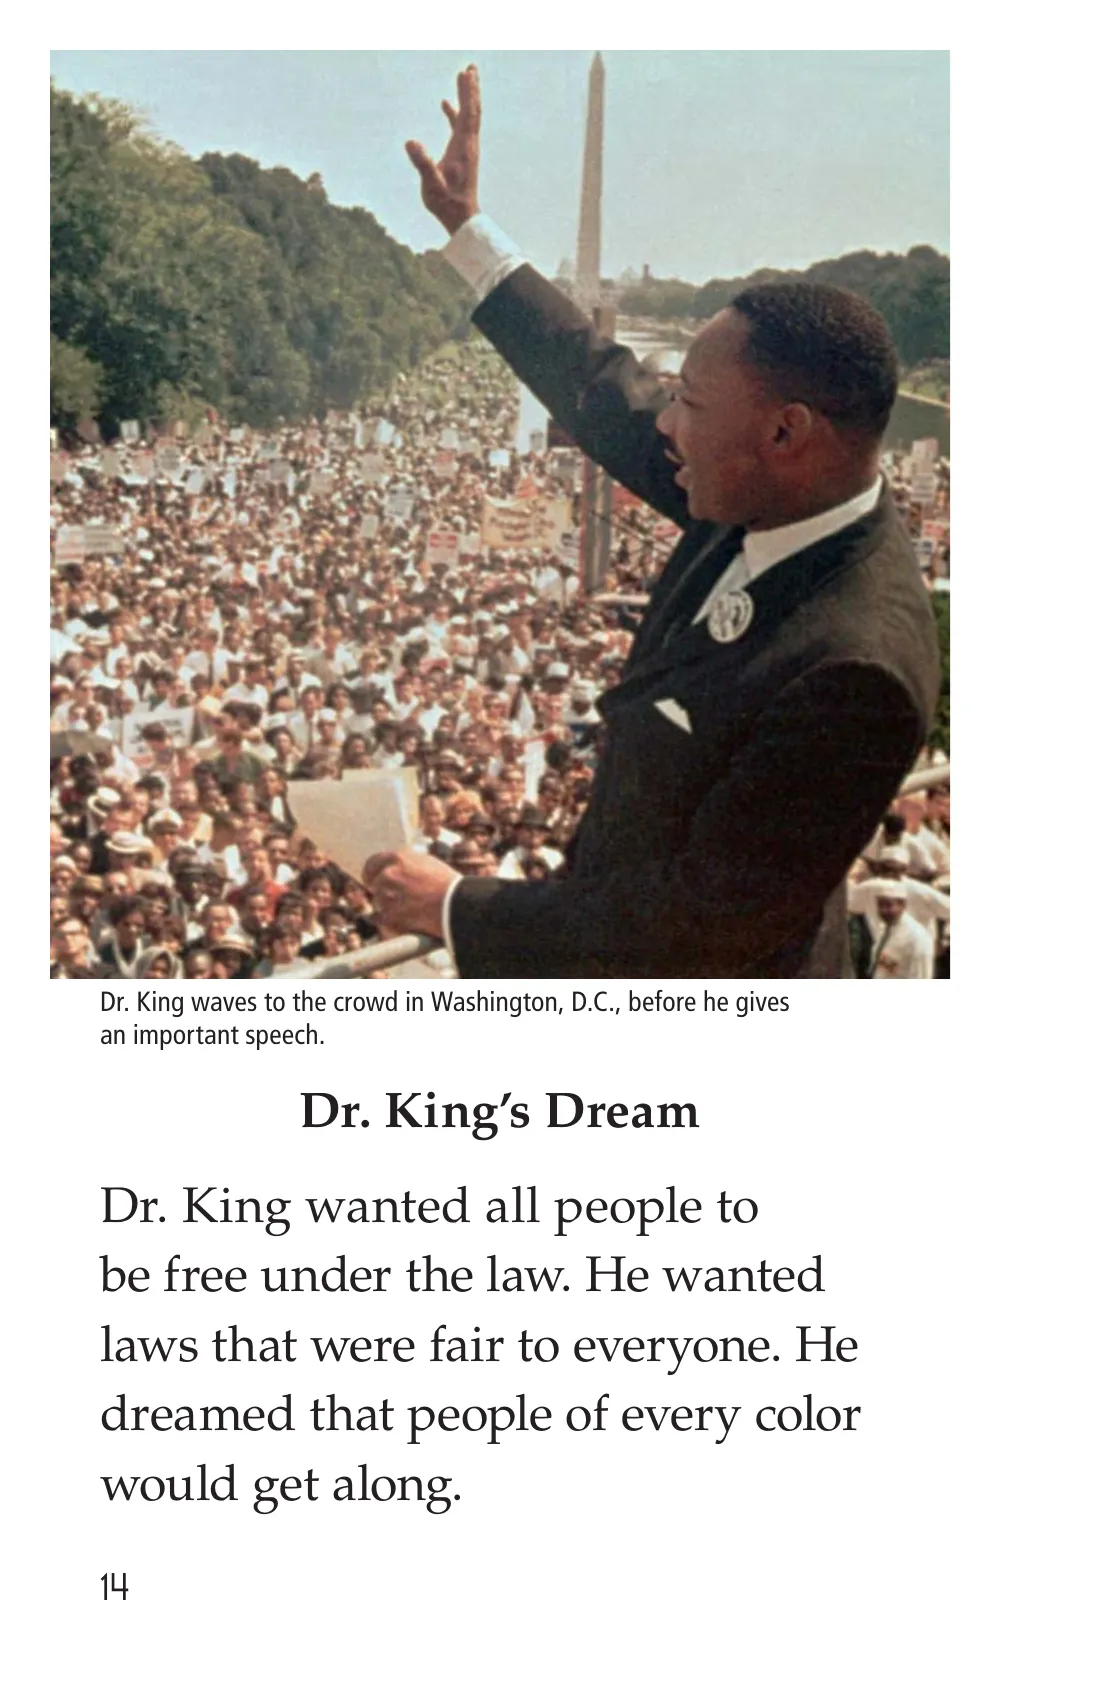 Dr. King waves to the crowd in Washington, D.C., before he gives
an important speech.
Dr. King’s Dream
Dr. King wanted all people to
be free under the law. He wanted
laws that were fair to everyone. He
dreamed that people of every color
would get along.
14